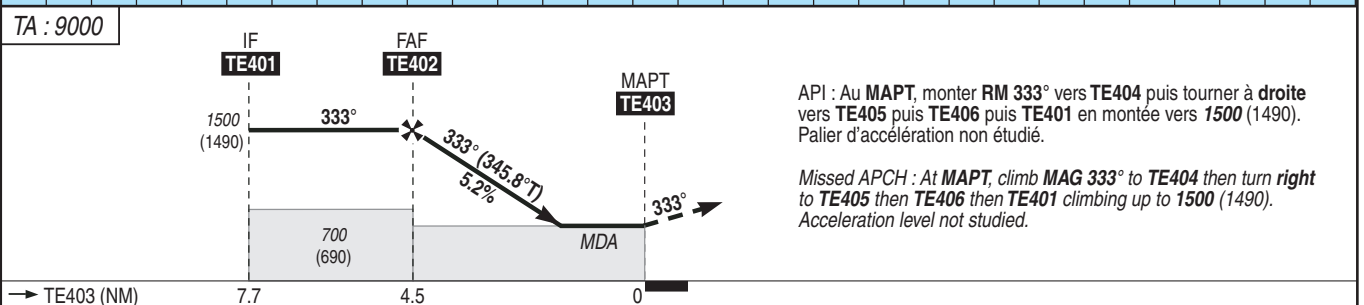 TA : 9000
IF
TE401
FAF
TE402
MAPT
TE403
1500
(1490)
333°
333° (345.8°T)
5.2%
333°
700
(690)
MDA
→ TE403 (NM)
7.7
4.5
0
API : Au MAPT, monter RM 333° vers TE404 puis tourner à droite
vers TE405 puis TE406 puis TE401 en montée vers 1500 (1490).
Palier d'accélération non étudié.
Missed APCH : At MAPT, climb MAG 333° to TE404 then turn right
to TE405 then TE406 then TE401 climbing up to 1500 (1490).
Acceleration level not studied.